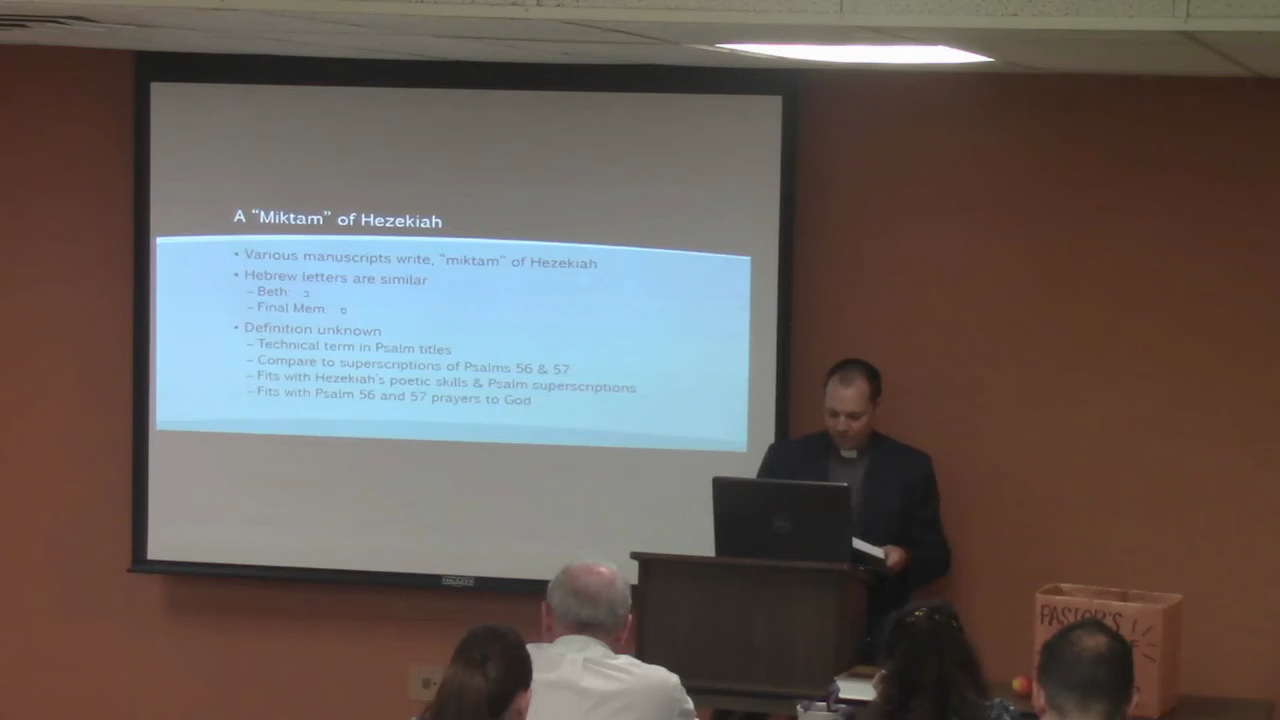 A “Miktam” of Hezekiah
• Various manuscripts write, “miktam” of Hezekiah
• Hebrew letters are similar
– Beth: ב
– Final Mem: ם
• Definition unknown
– Technical term in Psalm titles
– Compare to superscriptions of Psalms 56 & 57
– Fits with Hezekiah’s poetic skills & Psalm superscriptions
– Fits with Psalm 56 and 57 prayers to God
DELL
PASTOR'S